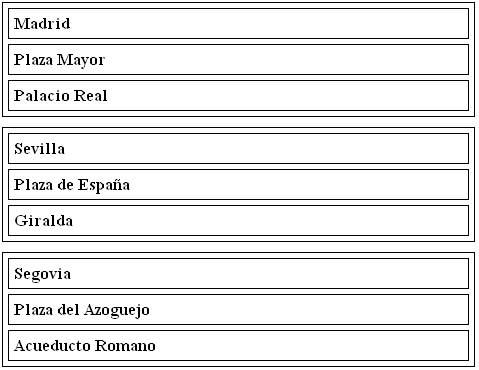 Madrid
Plaza Mayor
Palacio Real
Sevilla
Plaza de España
Giralda
Segovia
Plaza del Azoguejo
Acueducto Romano